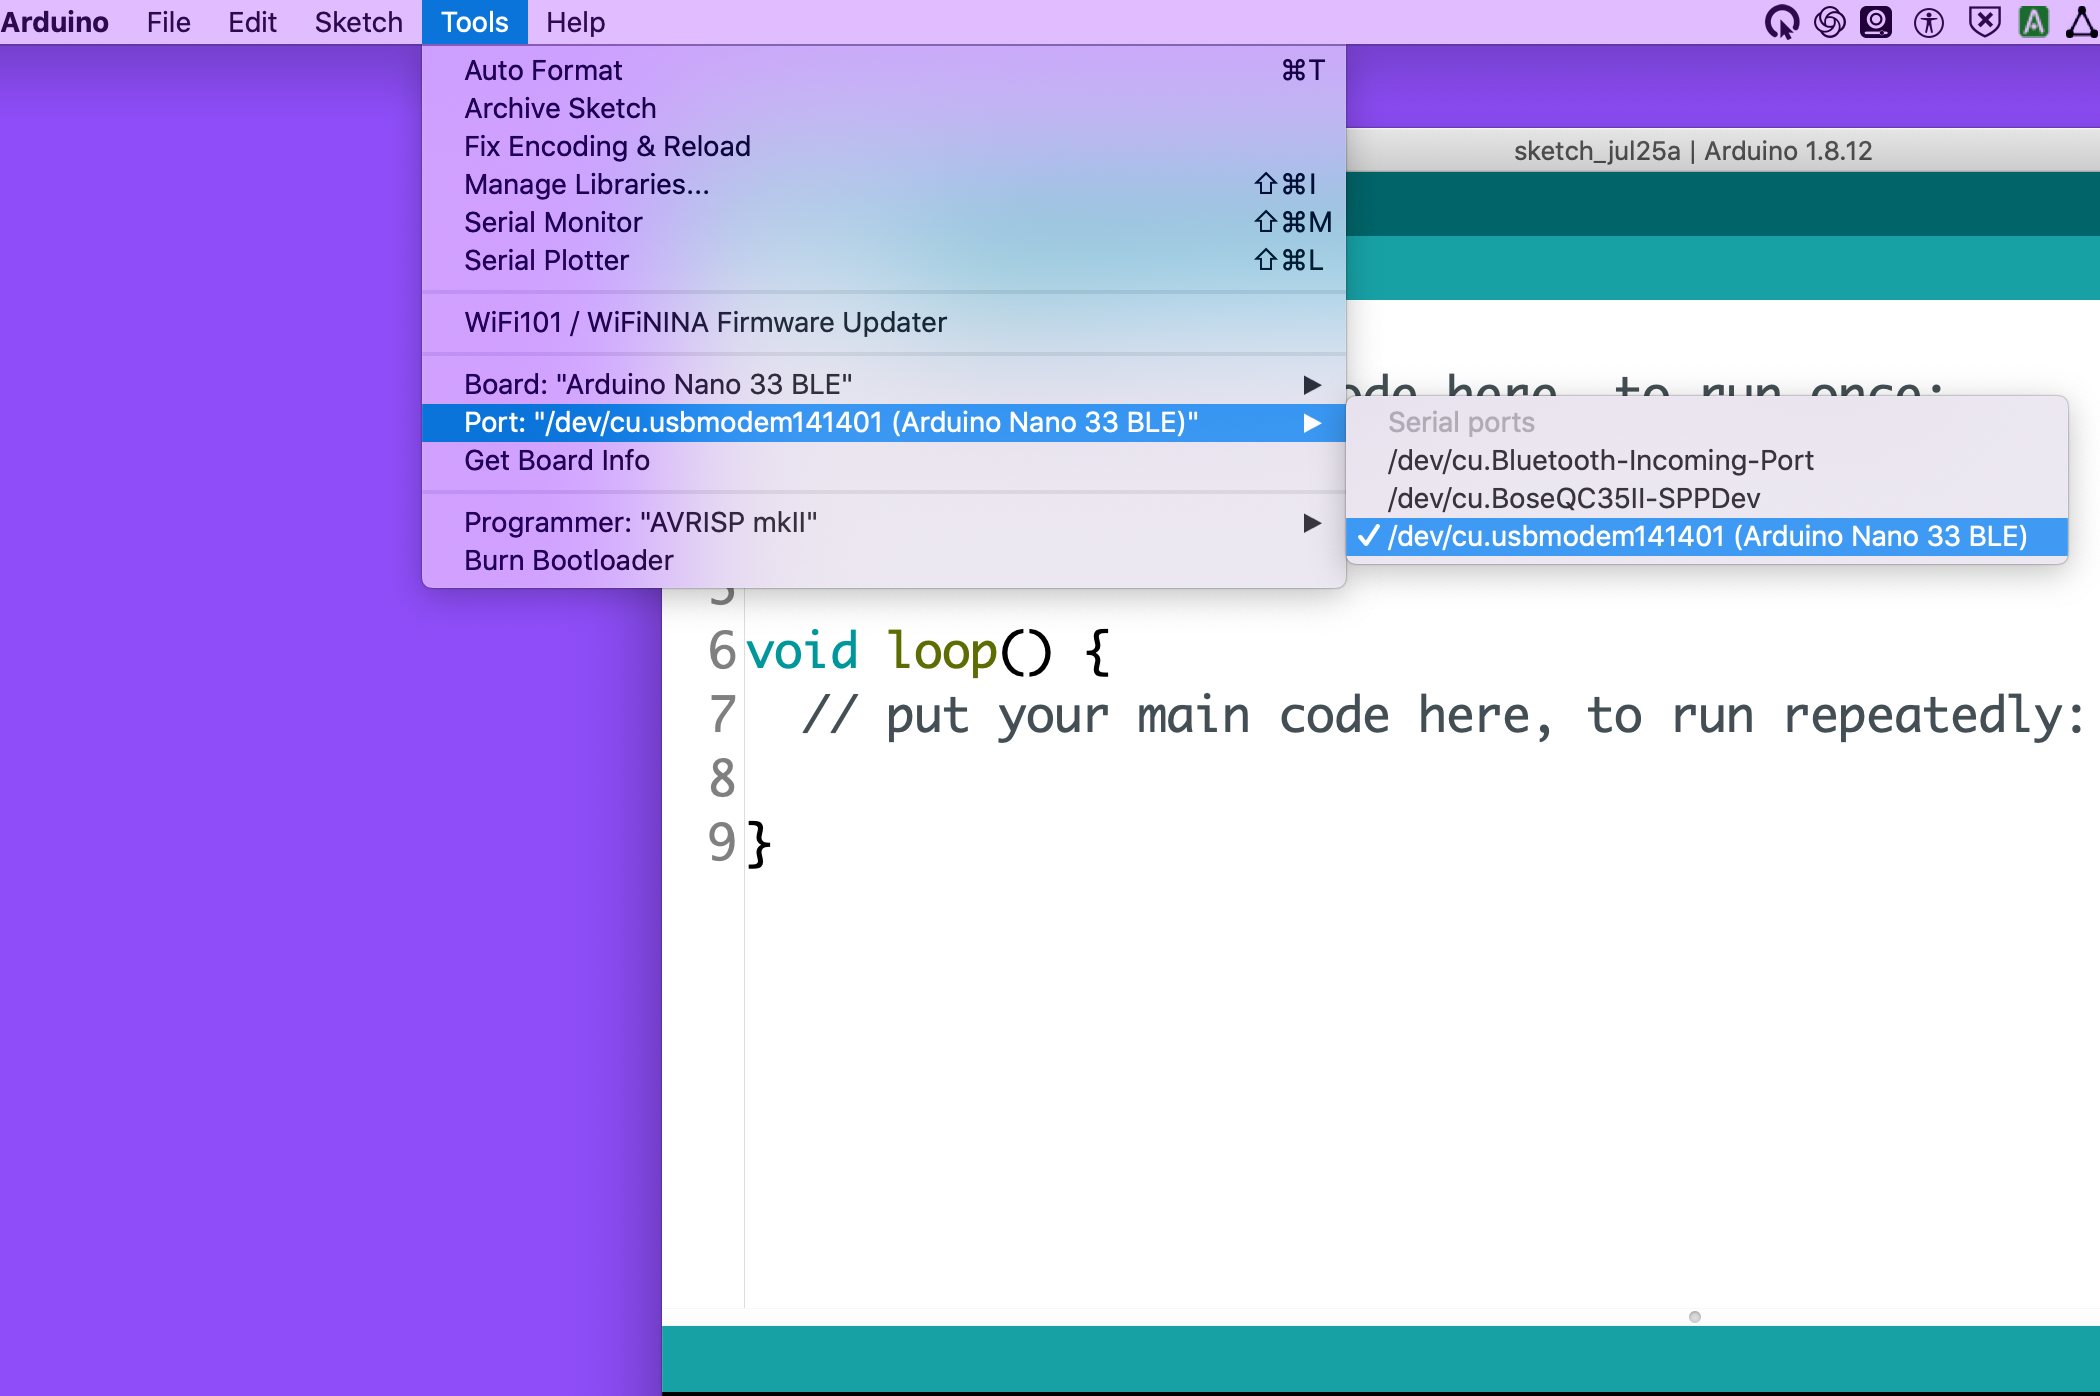 Arduino File Edit Sketch Tools Help
Auto Format ⌘T
Archive Sketch
Fix Encoding & Reload
Manage Libraries... ⇧⌘I
Serial Monitor ⇧⌘M
Serial Plotter ⇧⌘L
WiFi101 / WiFiNINA Firmware Updater
Board: "Arduino Nano 33 BLE"
Port: "/dev/cu.usbmodem141401 (Arduino Nano 33 BLE)"
Get Board Info
Programmer: "AVRISP mkII"
Burn Bootloader
Serial ports
/dev/cu.Bluetooth-Incoming-Port
/dev/cu.BoseQC35II-SPPDev
✓ /dev/cu.usbmodem141401 (Arduino Nano 33 BLE)
sketch_jul25a | Arduino 1.8.12
here, to run once:
5
6 void loop() {
7 // put your main code here, to run repeatedly:
8
9 }